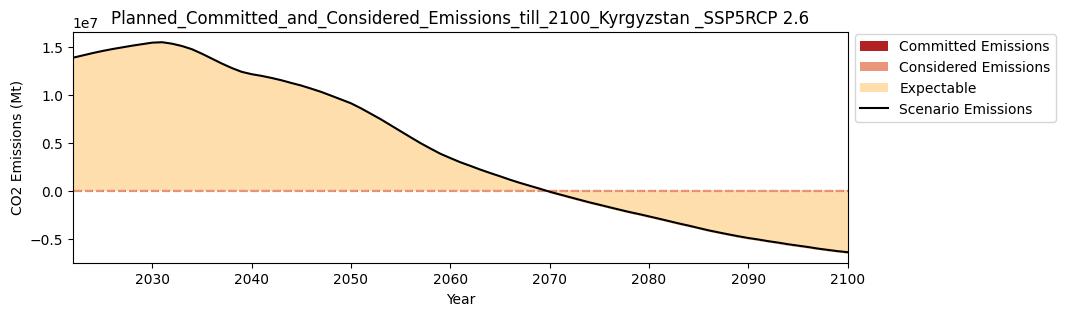 Planned_Committed_and_Considered_Emissions_till_2100_Kyrgyzstan _SSP5RCP 2.6
1e7
1.5
1.0
0.5
0.0
−0.5
CO2 Emissions (Mt)
2030 2040 2050 2060 2070 2080 2090 2100
Year
Committed Emissions
Considered Emissions
Expectable
Scenario Emissions